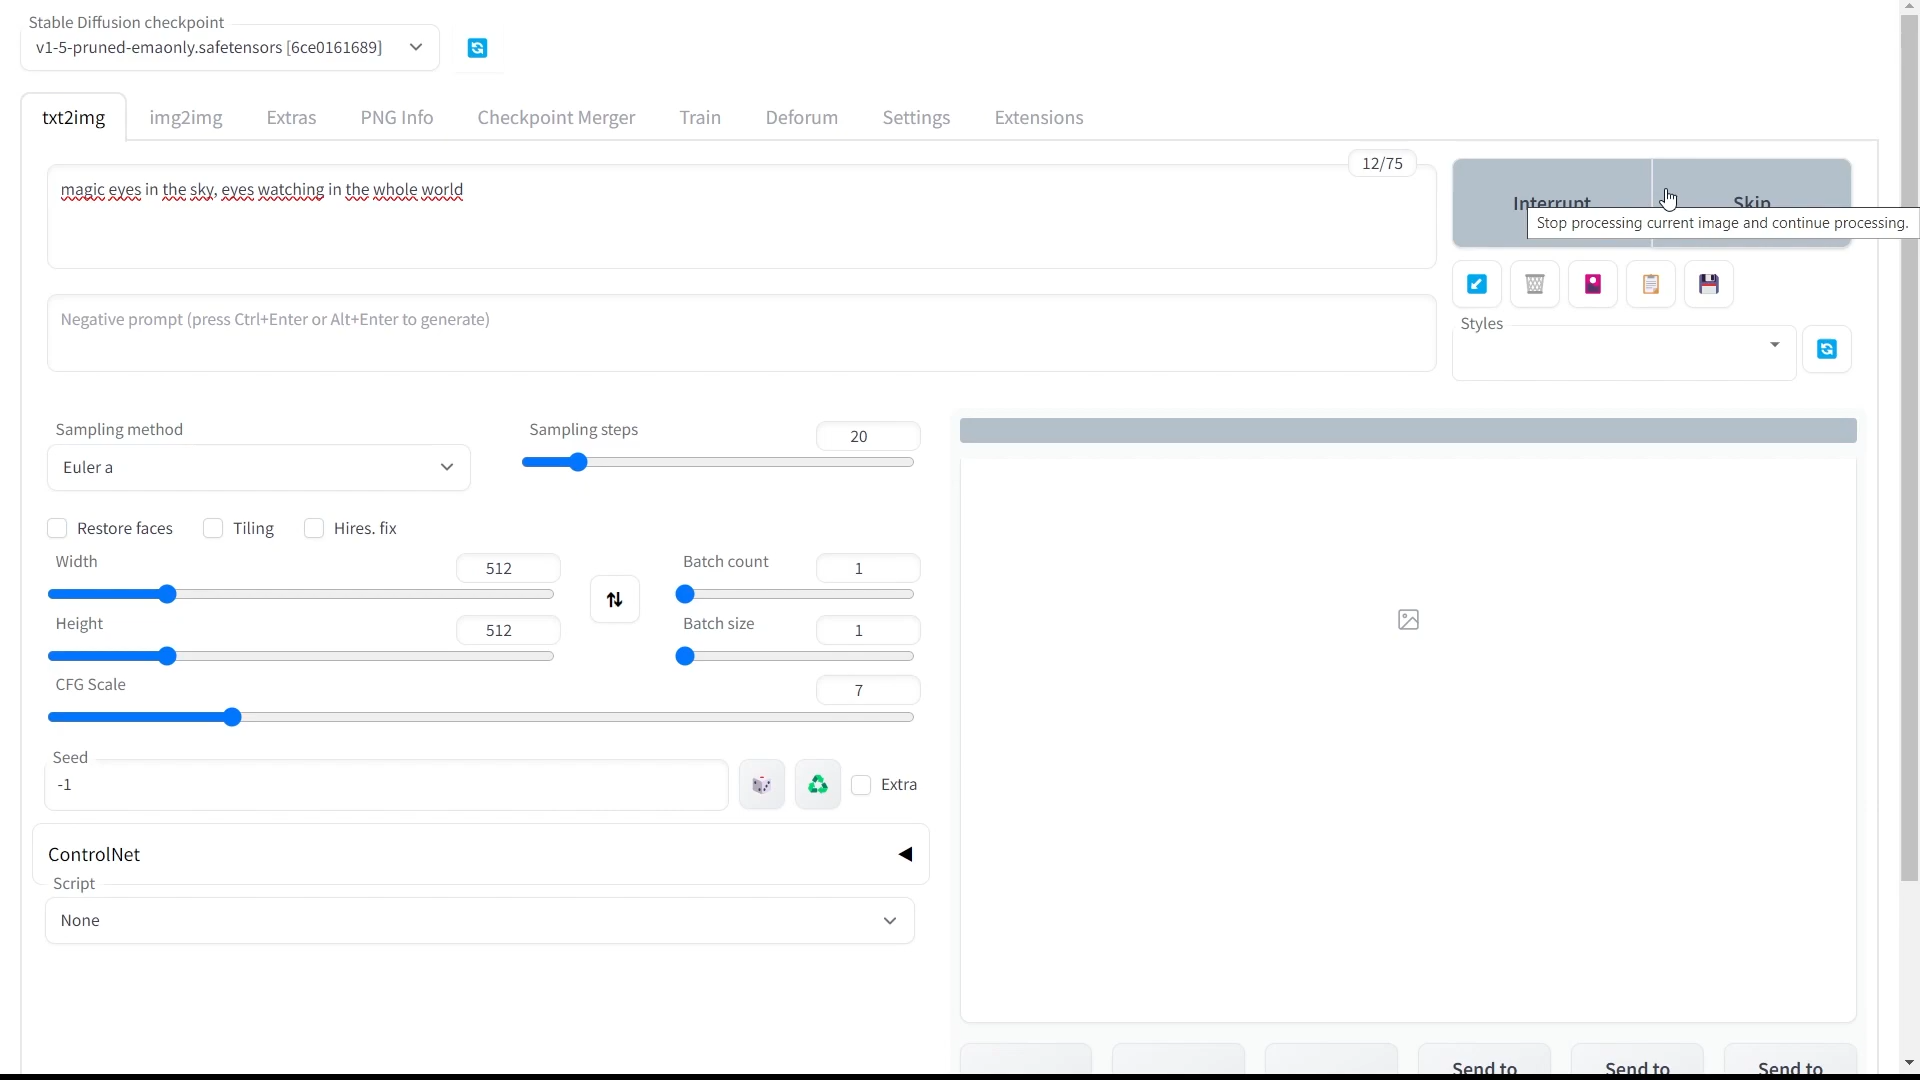 Stable Diffusion checkpoint
v1-5-pruned-emaonly.safetensors [6ce0161689]
txt2img
img2img
Extras
PNG Info
Checkpoint Merger
Train
Deforum
Settings
Extensions
12/75
magic eyes in the sky, eyes watching in the whole world
Interrupt
Skip
Stop processing current image and continue processing.
Negative prompt (press Ctrl+Enter or Alt+Enter to generate)
Styles
Sampling method
Euler a
Sampling steps
20
Restore faces
Tiling
Hires. fix
Width
512
Batch count
1
Height
512
Batch size
1
CFG Scale
7
Seed
-1
Extra
ControlNet
Script
None
Send to
Send to
Send to